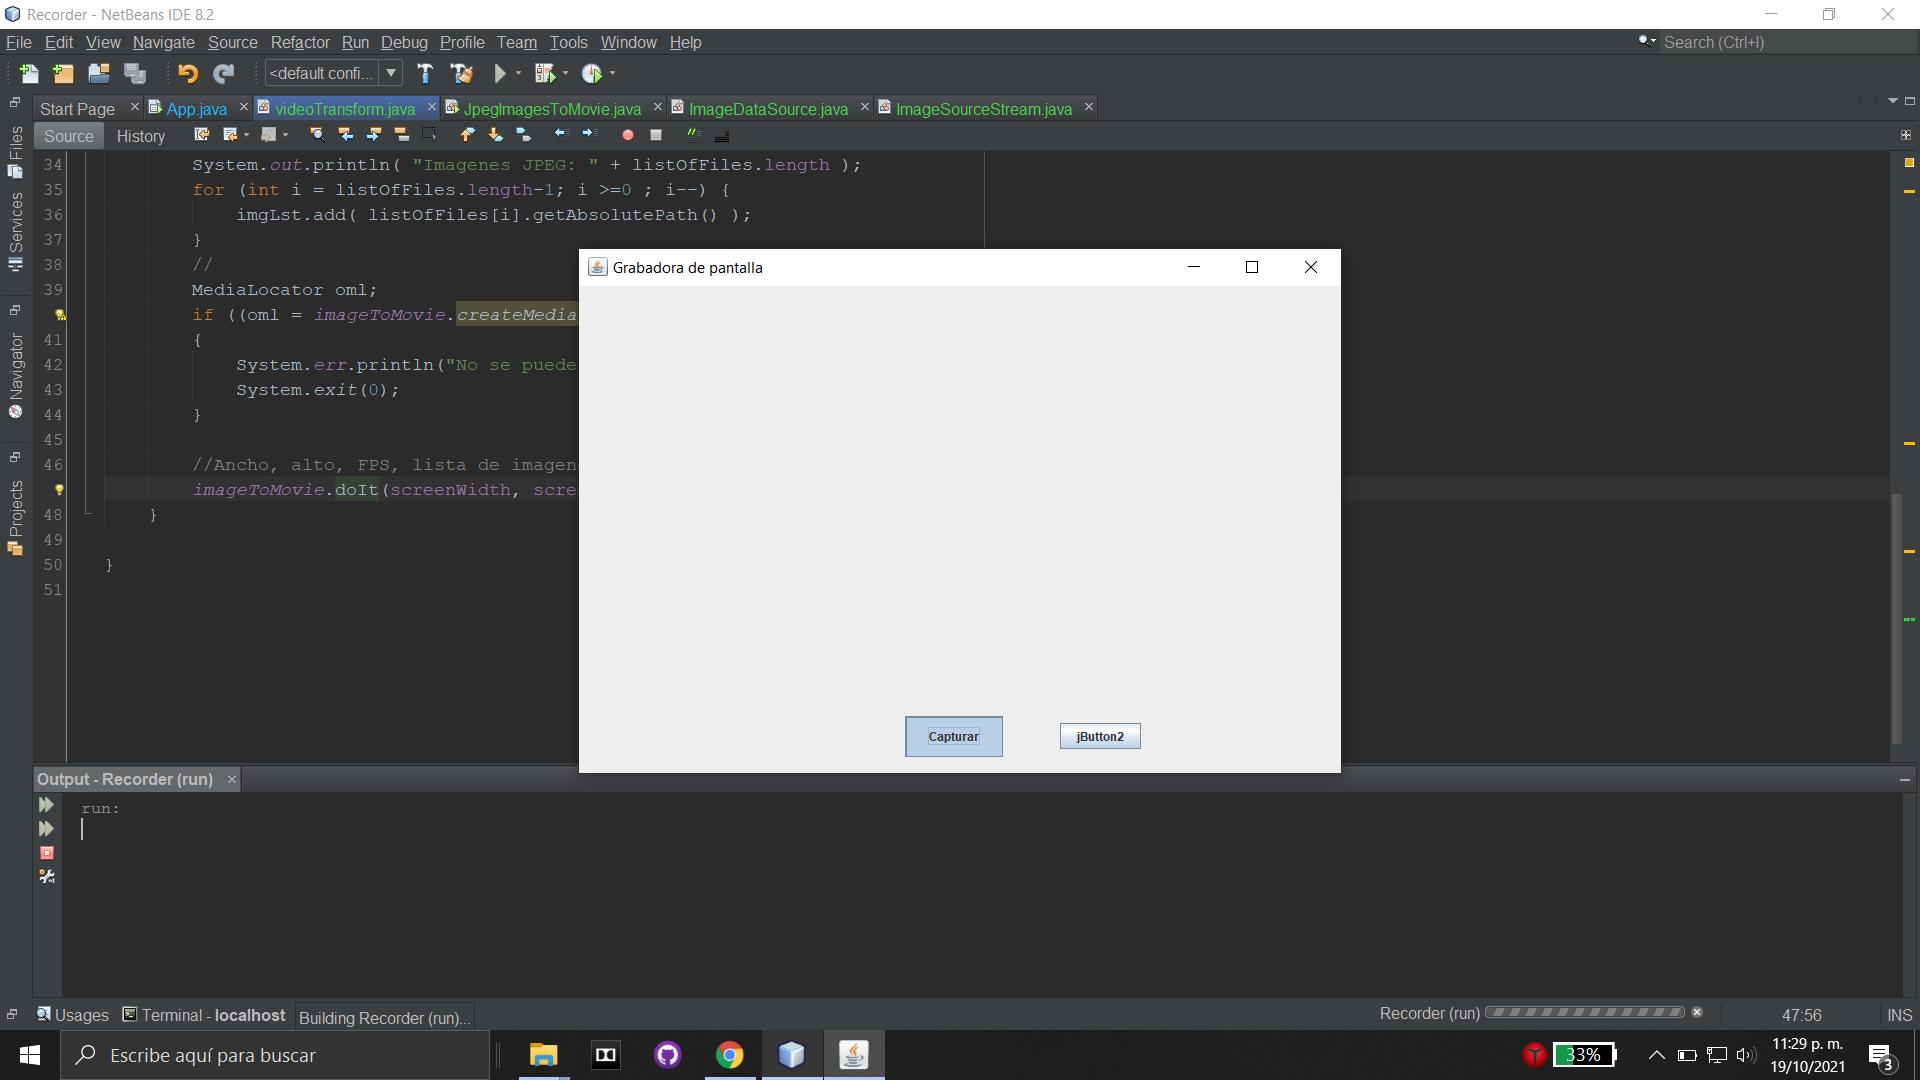 Recorder - NetBeans IDE 8.2
File Edit View Navigate Source Refactor Run Debug Profile Team Tools Window Help
Search (Ctrl+I)
<default confi...
Start Page App.java videoTransform.java JpegImagesToMovie.java ImageDataSource.java ImageSourceStream.java
Source History
Files
Services
Navigator
Projects
34 System.out.println( "Imagenes JPEG: " + listOfFiles.length );
35 for (int i = listOfFiles.length-1; i >=0 ; i--) {
36 imgLst.add( listOfFiles[i].getAbsolutePath() );
37 }
38 //
39 MediaLocator oml;
if ((oml = imageToMovie.createMedia
41 {
42 System.err.println("No se puede
43 System.exit(0);
44 }
45
46 //Ancho, alto, FPS, lista de imagen
imageToMovie.doIt(screenWidth, scre
48 }
49
50 }
51
Grabadora de pantalla
Capturar jButton2
Output - Recorder (run)
run:
Usages Terminal - localhost Building Recorder (run)...
Recorder (run) 47:56 INS
Escribe aquí para buscar
33%
11:29 p. m.
19/10/2021
3